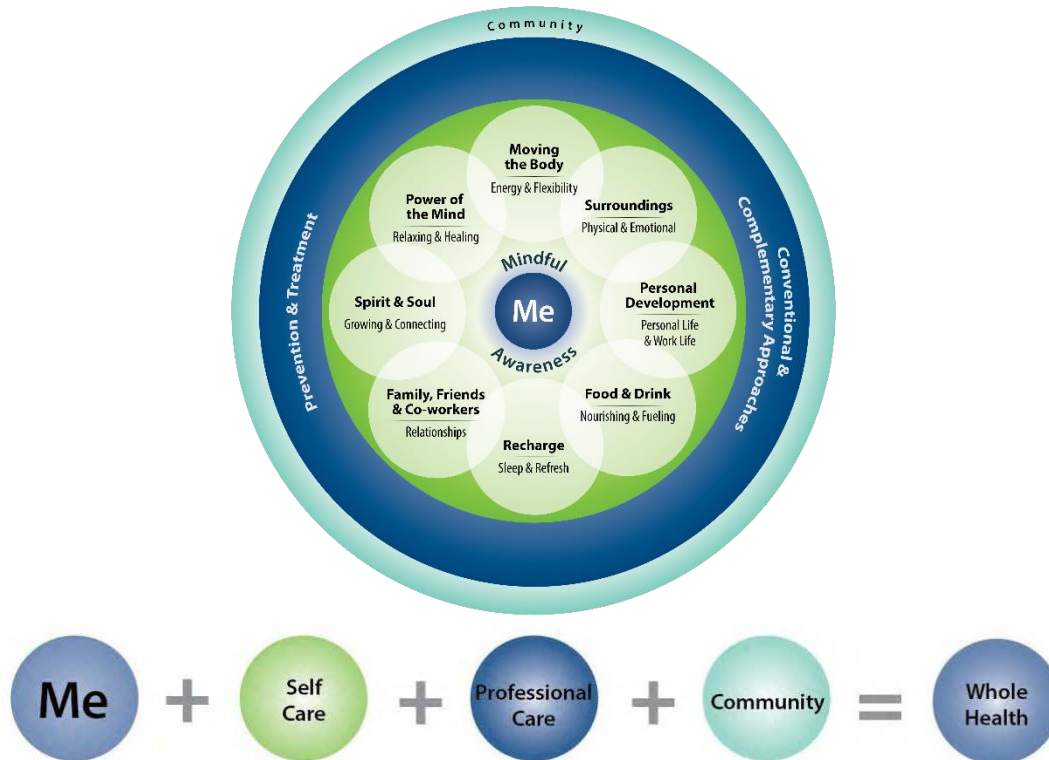 Community
Moving
the Body
Energy & Flexibility
Surroundings
Physical & Emotional
Personal
Development
Personal Life
& Work Life
Food & Drink
Nourishing & Fueling
Recharge
Sleep & Refresh
Family, Friends
& Co-workers
Relationships
Spirit & Soul
Growing & Connecting
Power of
the Mind
Relaxing & Healing
Mindful
Me
Awareness
Prevention & Treatment
Conventional &
Complementary Approaches
Me
+
Self
Care
+
Professional
Care
+
Community
=
Whole
Health